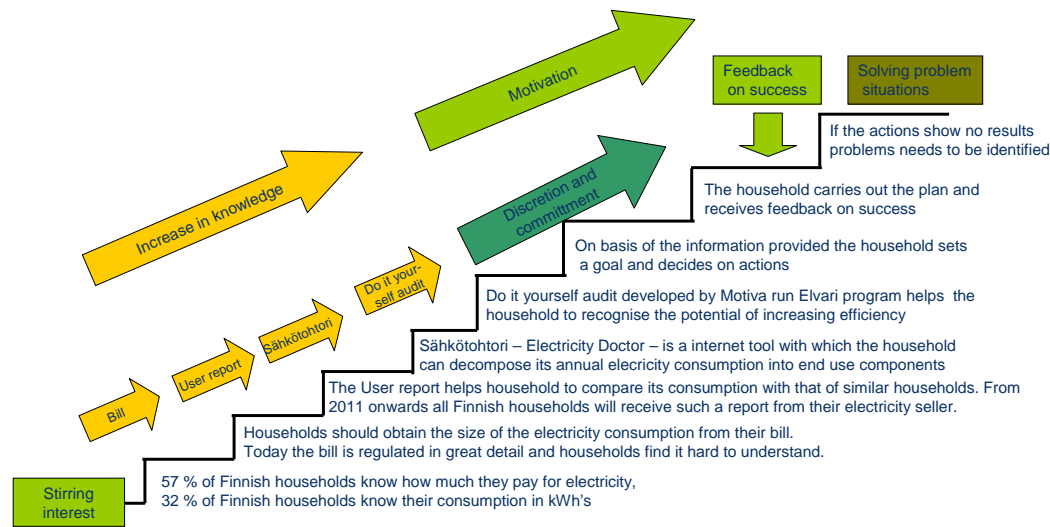 Motivation
Feedback
on success
Solving problem
situations
If the actions show no results
problems needs to be identified
Increase in knowledge
Discretion and
committment
The household carries out the plan and
receives feedback on success
On basis of the information provided the household sets
a goal and decides on actions
Do it your-
self audit
Do it yourself audit developed by Motiva run Elvari program helps the
household to recognise the potential of increasing efficiency
Sähkötohtori
Sähkötohtori – Electricity Doctor – is a internet tool with which the household
can decompose its annual elecricity consumption into end use components
User report
The User report helps household to compare its consumption with that of similar households. From
2011 onwards all Finnish households will receive such a report from their electricity seller.
Bill
Households should obtain the size of the electricity consumption from their bill.
Today the bill is regulated in great detail and households find it hard to understand.
Stirring
interest
57 % of Finnish households know how much they pay for electricity,
32 % of Finnish households know their consumption in kWh's